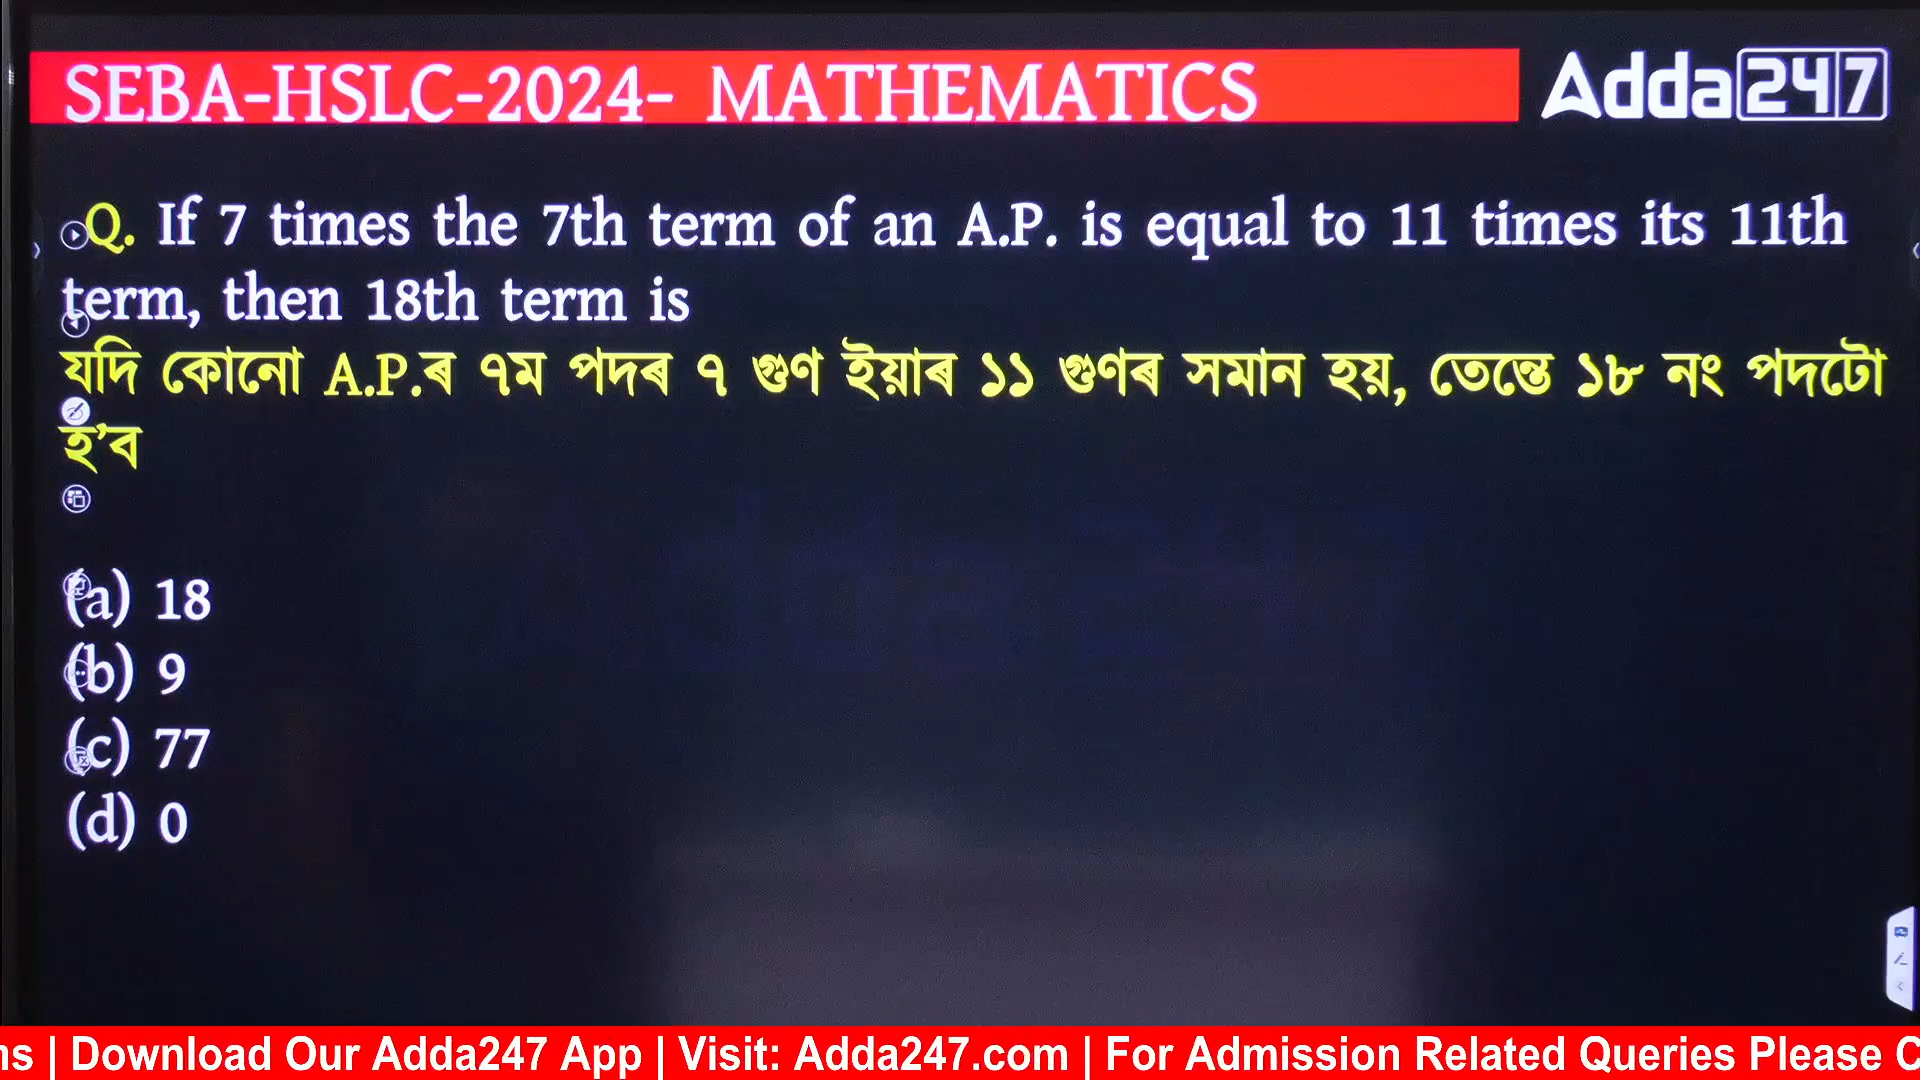 SEBA-HSLC-2024- MATHEMATICS
Adda247
Q. If 7 times the 7th term of an A.P. is equal to 11 times its 11th
term, then 18th term is
যদি কোনো A.P.ৰ ৭ম পদৰ ৭ গুণ ইয়াৰ ১১ গুণৰ সমান হয়, তেন্তে ১৮ নং পদটো
হ’ব
(a) 18
(b) 9
(c) 77
(d) 0
| Download Our Adda247 App | Visit: Adda247.com | For Admission Related Queries Please